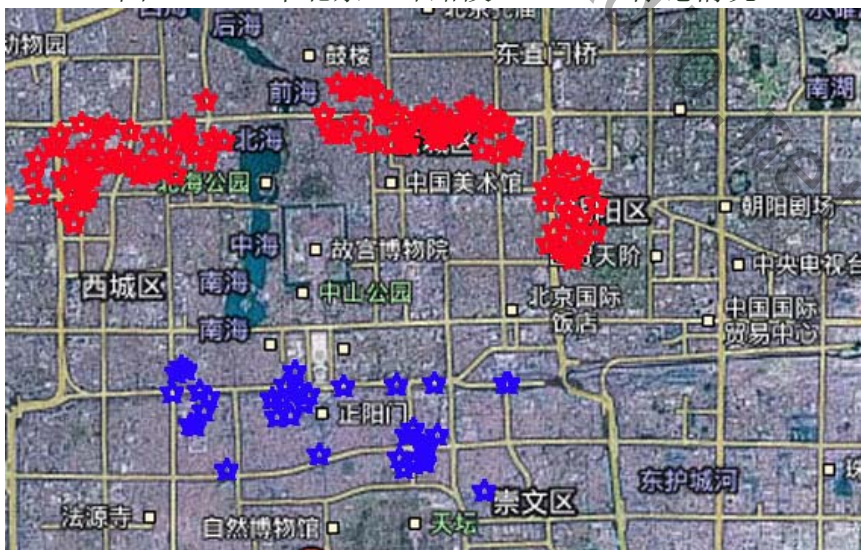 后海
动物园
鼓楼
东直门桥
前海
南湖
北海
北海公园
中国美术馆
阳区
朝阳剧场
中海
故宫博物院
天阶
中央电视台
西城区
南海
中山公园
北京国际
饭店
中国国际
贸易中心
南海
正阳门
东护城河
崇文区
法源寺
自然博物馆
天坛